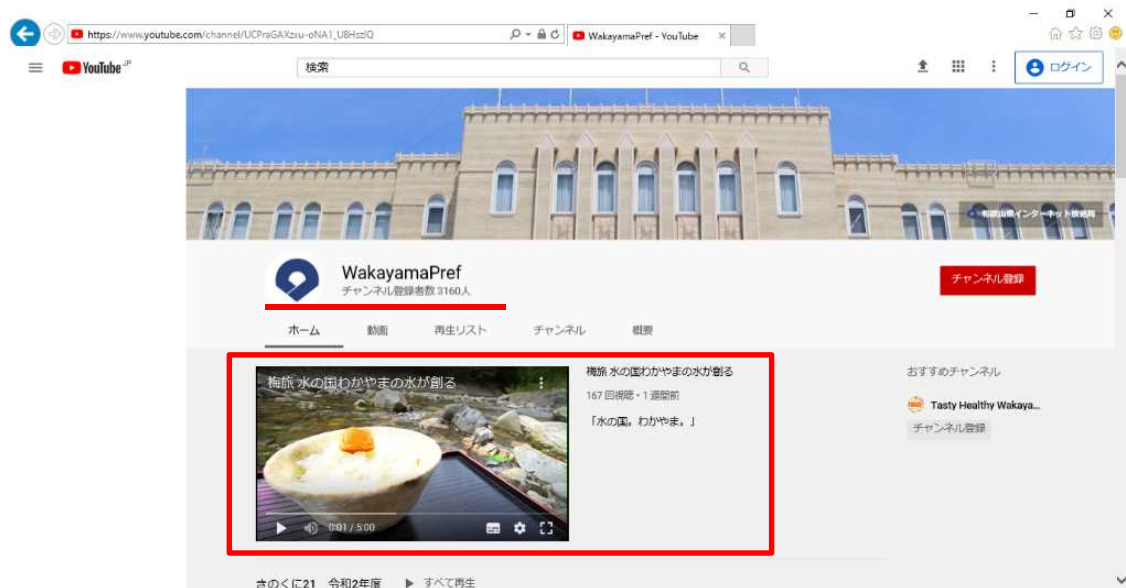 https://www.youtube.com/channel/UCPraGAXzxu-oNA1_U8HszIQ
WakayamaPref - YouTube
YouTube JP
検索
ログイン
和歌山県インターネット放送局
WakayamaPref
チャンネル登録者数 3160人
チャンネル登録
ホーム
動画
再生リスト
チャンネル
概要
梅旅 水の国わかやまの水が創る
0:01 / 5:00
梅旅 水の国わかやまの水が創る
167 回視聴・1 週間前
「水の国。わかやま。」
おすすめチャンネル
Tasty Healthy Wakaya...
チャンネル登録
きのくに21 令和2年度 ▶ すべて再生